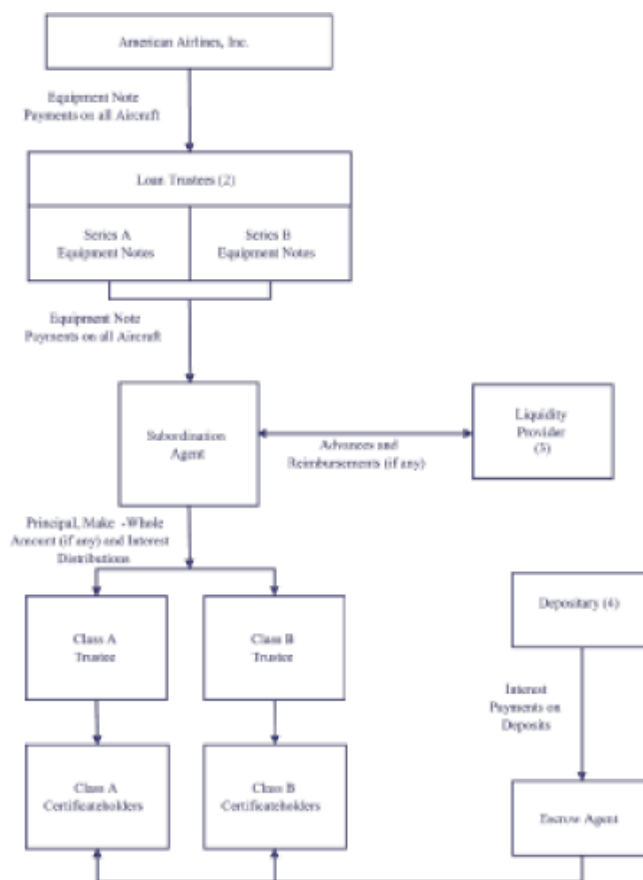 American Airlines, Inc.
Equipment Note
Payments on all Aircraft
Loan Trustees (2)
Series A
Equipment Notes
Series B
Equipment Notes
Equipment Note
Payments on all Aircraft
Subordination
Agent
Advances and
Reimbursements (if any)
Liquidity
Provider
(3)
Principal, Make -Whole
Amount (if any) and Interest
Distributions
Class A
Trustee
Class B
Trustee
Depositary (4)
Interest
Payments on
Deposits
Class A
Certificateholders
Class B
Certificateholders
Escrow Agent